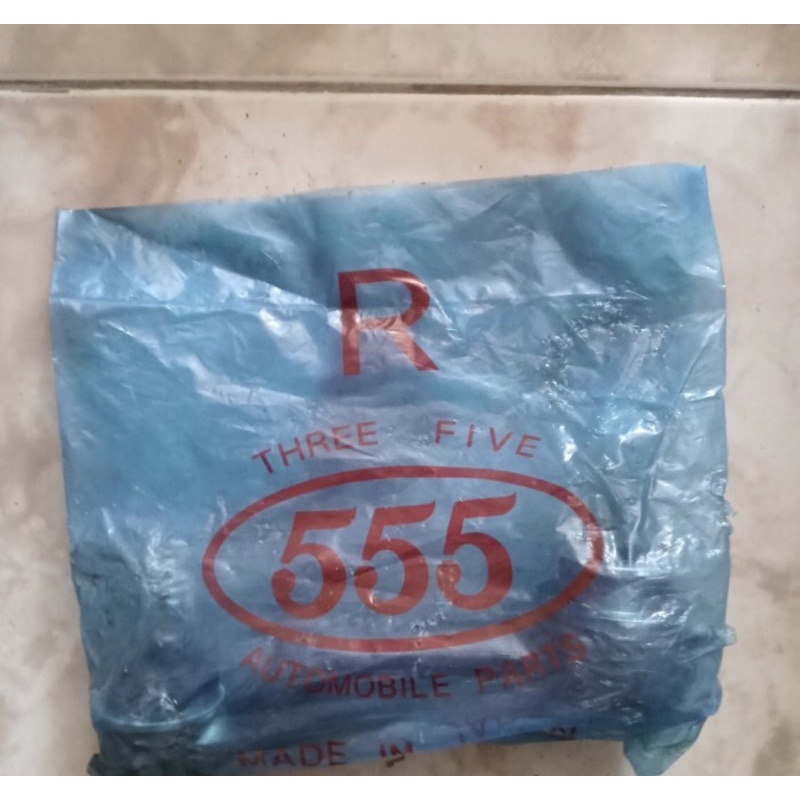 R
THREE FIVE
555
AUTOMOBILE PARTS
MADE IN